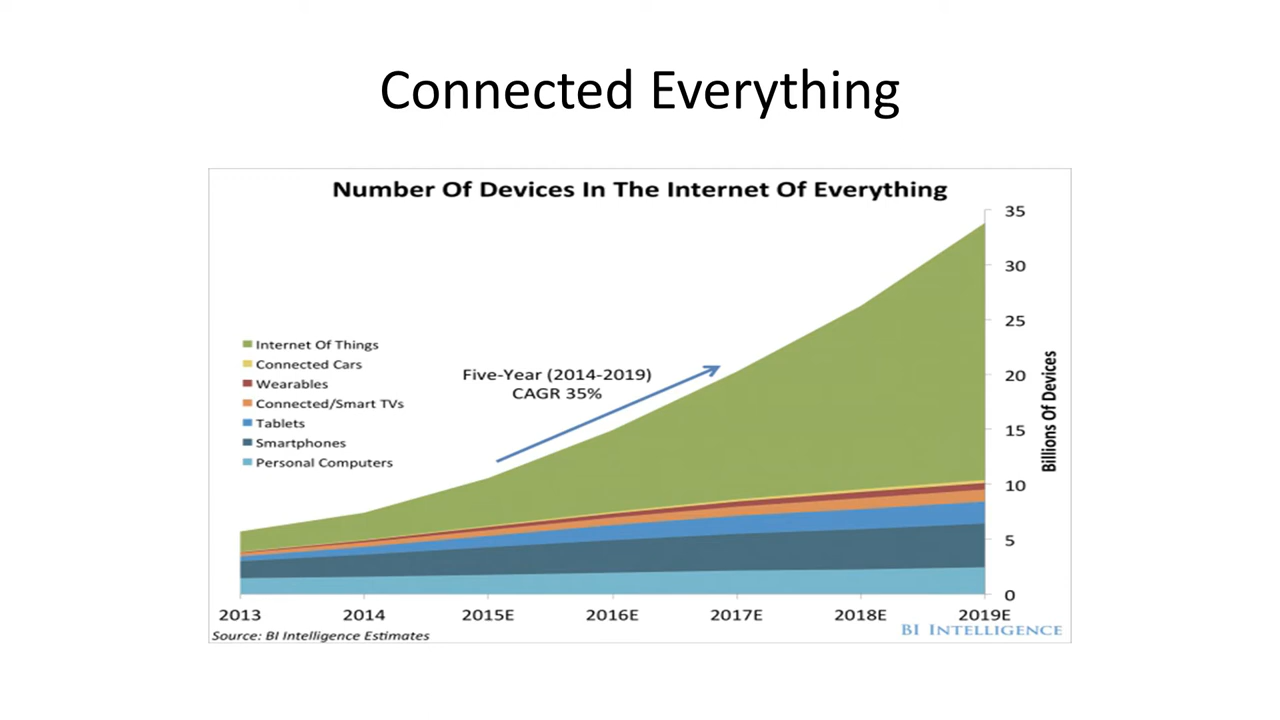 Connected Everything
Number Of Devices In The Internet Of Everything
35
30
25
20
15
10
5
0
Billions Of Devices
Internet Of Things
Connected Cars
Wearables
Connected/Smart TVs
Tablets
Smartphones
Personal Computers
Five-Year (2014-2019)
CAGR 35%
2013 2014 2015E 2016E 2017E 2018E 2019E
Source: BI Intelligence Estimates
BI INTELLIGENCE